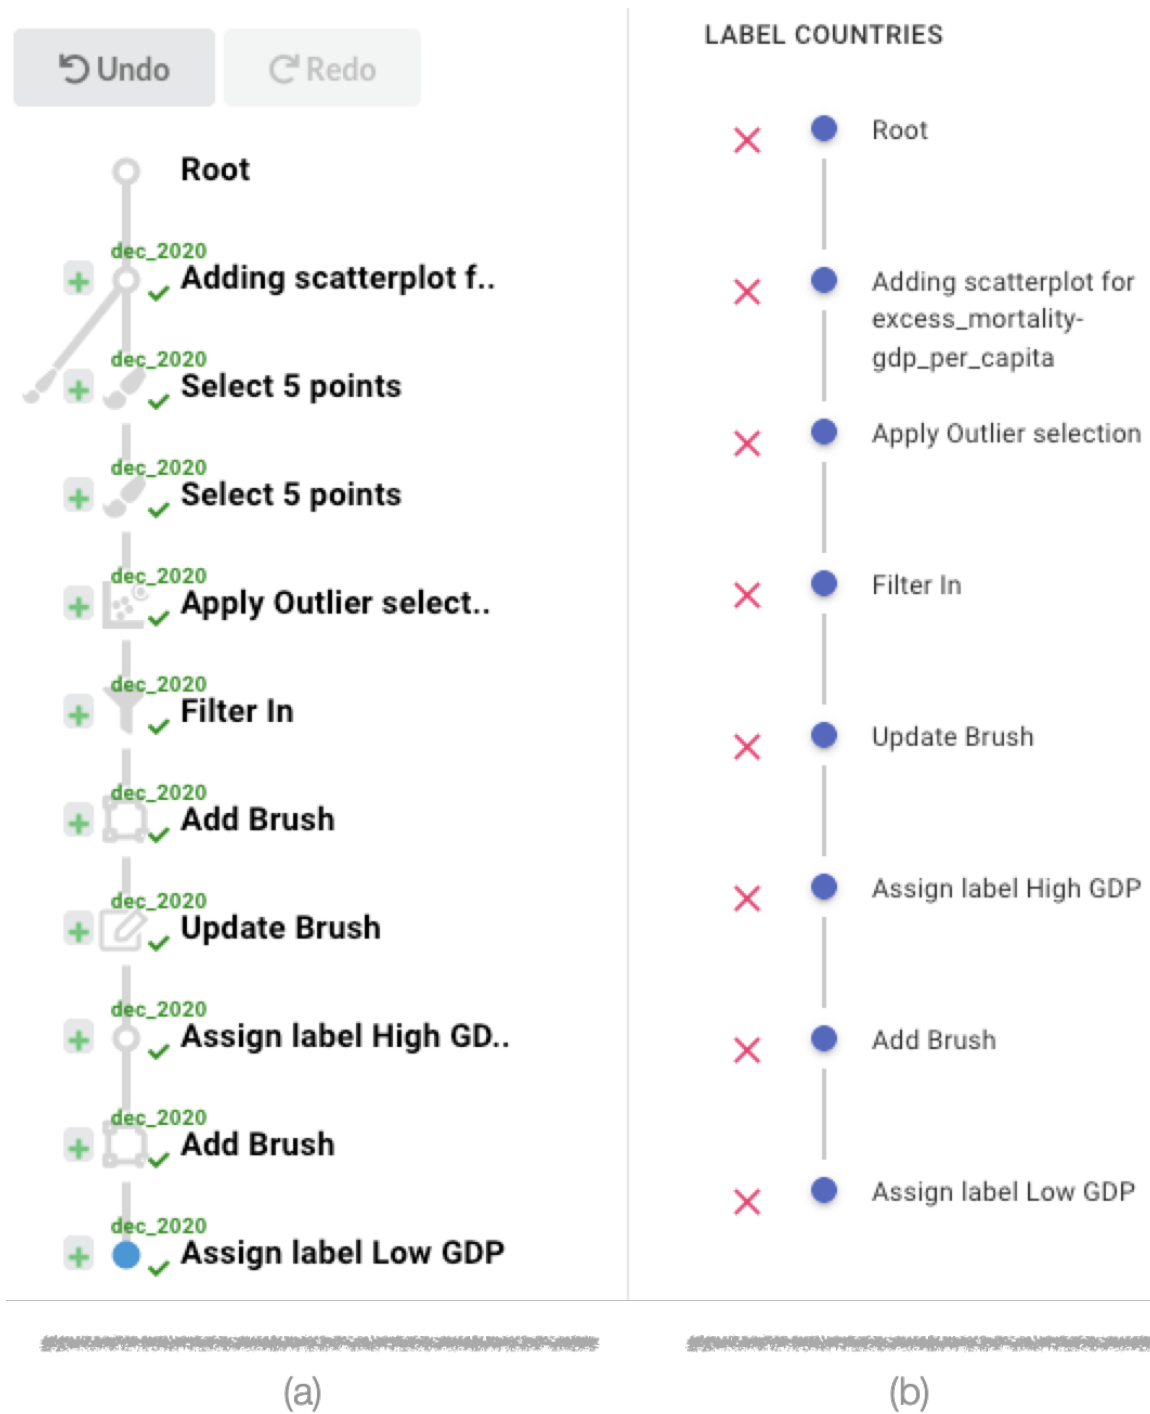 Undo
Redo
Root
dec_2020
Adding scatterplot f..
dec_2020
Select 5 points
dec_2020
Select 5 points
dec_2020
Apply Outlier select..
dec_2020
Filter In
dec_2020
Add Brush
dec_2020
Update Brush
dec_2020
Assign label High GD..
dec_2020
Add Brush
dec_2020
Assign label Low GDP
(a)
LABEL COUNTRIES
Root
Adding scatterplot for
excess_mortality-
gdp_per_capita
Apply Outlier selection
Filter In
Update Brush
Assign label High GDP
Add Brush
Assign label Low GDP
(b)